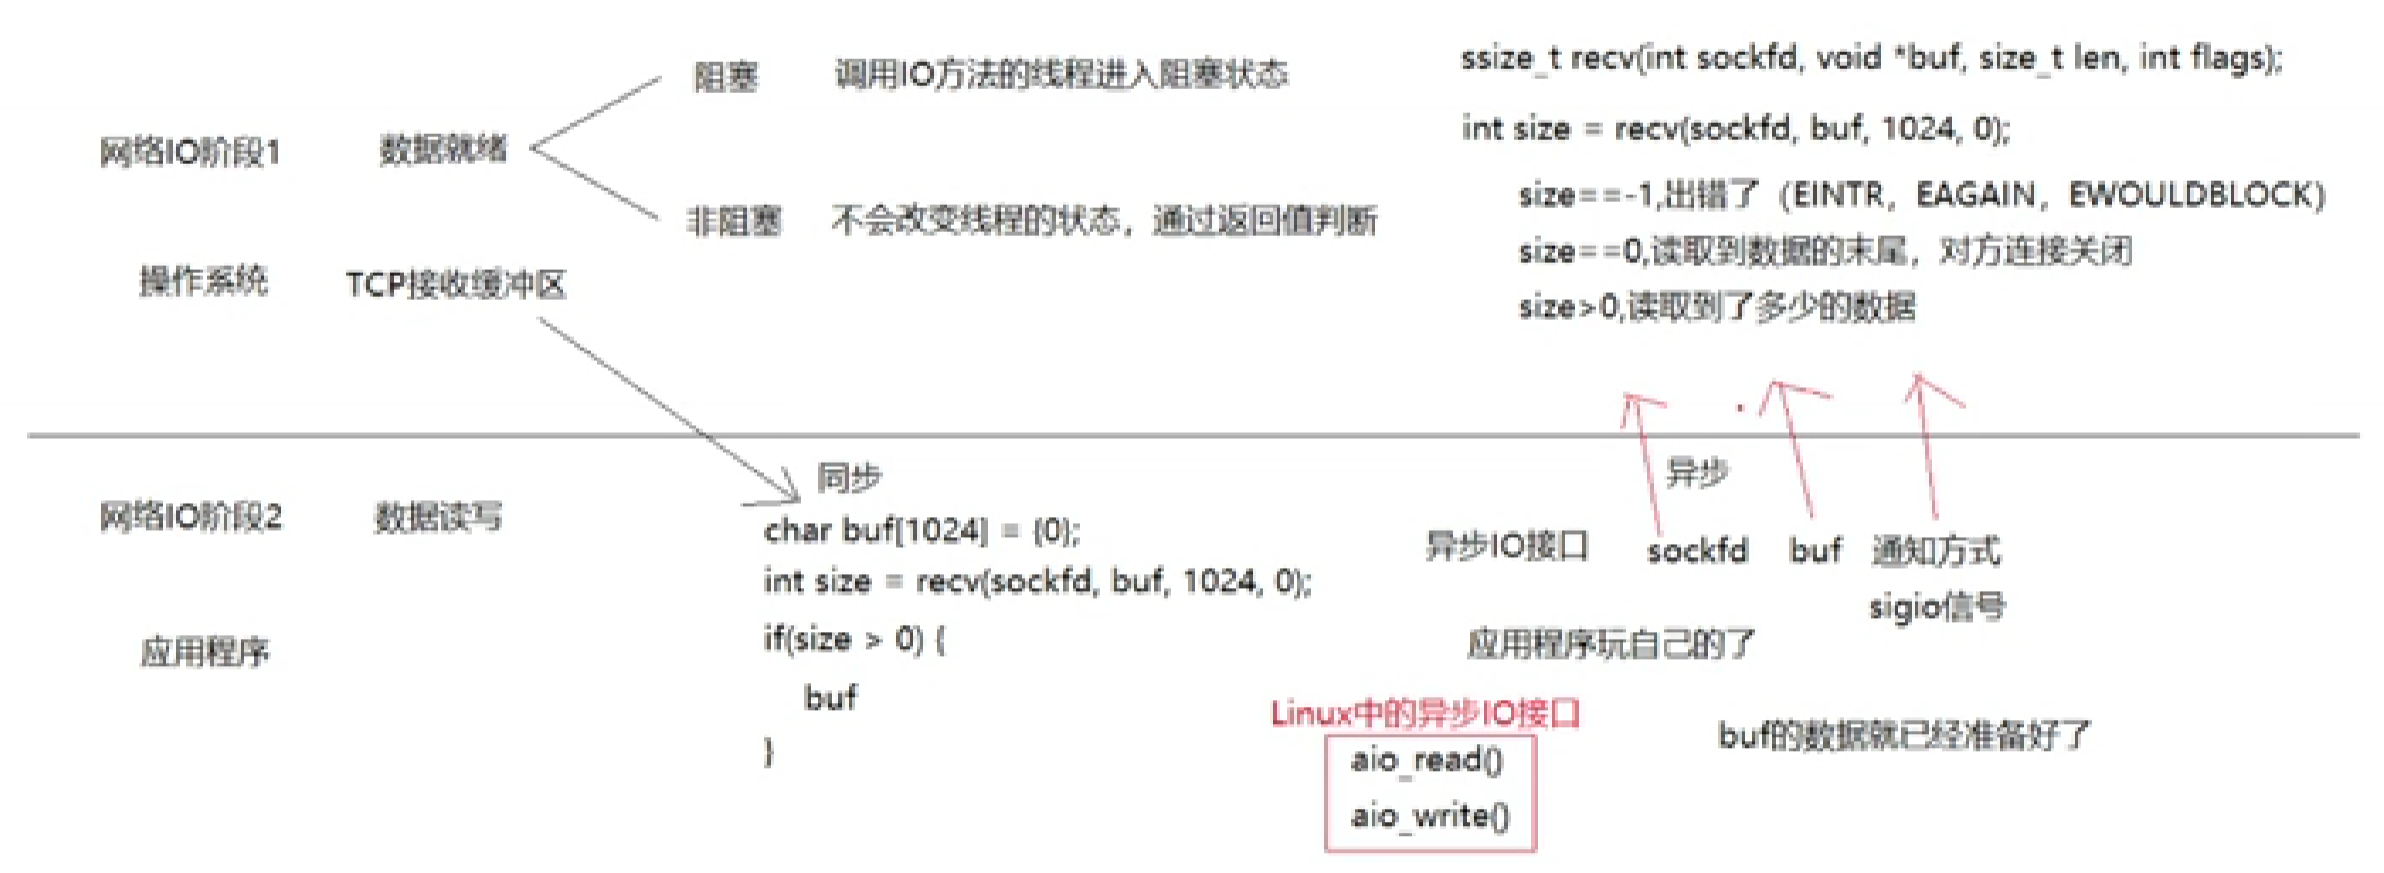 阻塞 调用IO方法的线程进入阻塞状态
网络IO阶段1 数据就绪
非阻塞 不会改变线程的状态，通过返回值判断
操作系统 TCP接收缓冲区
ssize_t recv(int sockfd, void *buf, size_t len, int flags);
int size = recv(sockfd, buf, 1024, 0);
size==-1,出错了（EINTR，EAGAIN，EWOULDBLOCK）
size==0,读取到数据的末尾，对方连接关闭
size>0,读取到了多少的数据
网络IO阶段2 数据读写
应用程序
同步
char buf[1024] = {0};
int size = recv(sockfd, buf, 1024, 0);
if(size > 0) {
buf
}
异步
异步IO接口 sockfd buf 通知方式
sigio信号
应用程序玩自己的了
Linux中的异步IO接口
aio_read()
aio_write()
buf的数据就已经准备好了